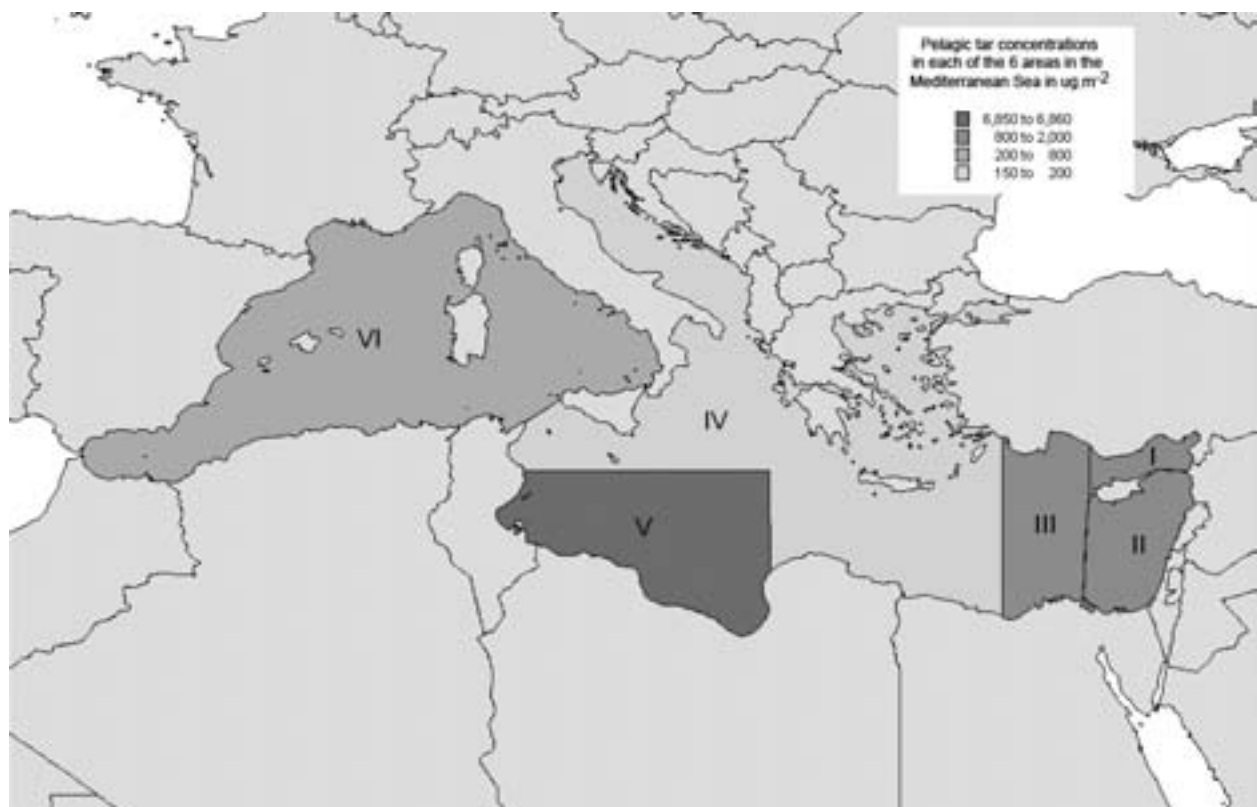 Pelagic tar concentrations
in each of the 6 areas in the
Mediterranean Sea in ug.m-2
6,850 to 6,860
800 to 2,000
200 to 800
150 to 200
VI
IV
I
V
III
II